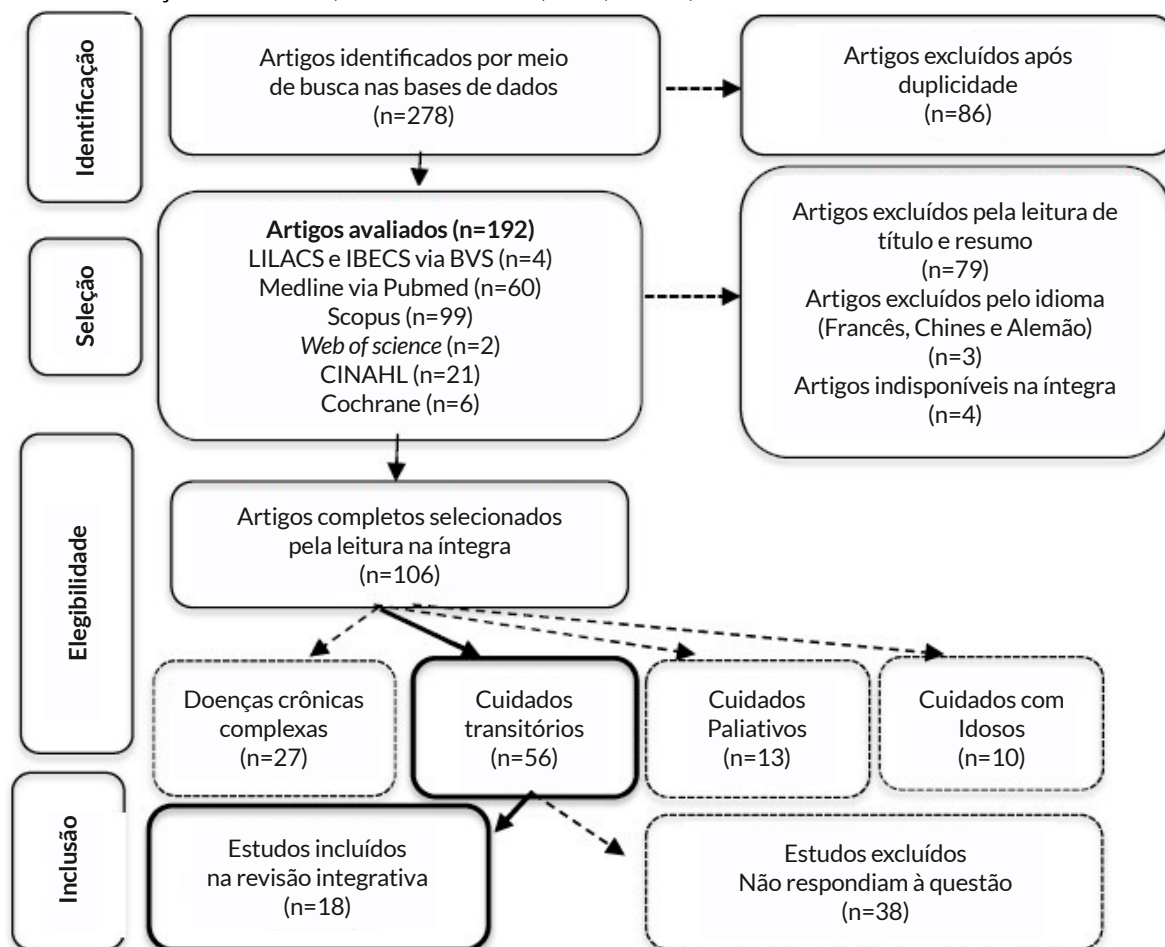 Identificação
Artigos identificados por meio
de busca nas bases de dados
(n=278)
Artigos excluídos após
duplicidade
(n=86)
Seleção
Artigos avaliados (n=192)
LILACS e IBECS via BVS (n=4)
Medline via Pubmed (n=60)
Scopus (n=99)
Web of science (n=2)
CINAHL (n=21)
Cochrane (n=6)
Artigos excluídos pela leitura de
título e resumo
(n=79)
Artigos excluídos pelo idioma
(Francês, Chines e Alemão)
(n=3)
Artigos indisponíveis na íntegra
(n=4)
Elegibilidade
Artigos completos selecionados
pela leitura na íntegra
(n=106)
Doenças crônicas
complexas
(n=27)
Cuidados
transitórios
(n=56)
Cuidados
Paliativos
(n=13)
Cuidados com
Idosos
(n=10)
Inclusão
Estudos incluídos
na revisão integrativa
(n=18)
Estudos excluídos
Não respondiam à questão
(n=38)